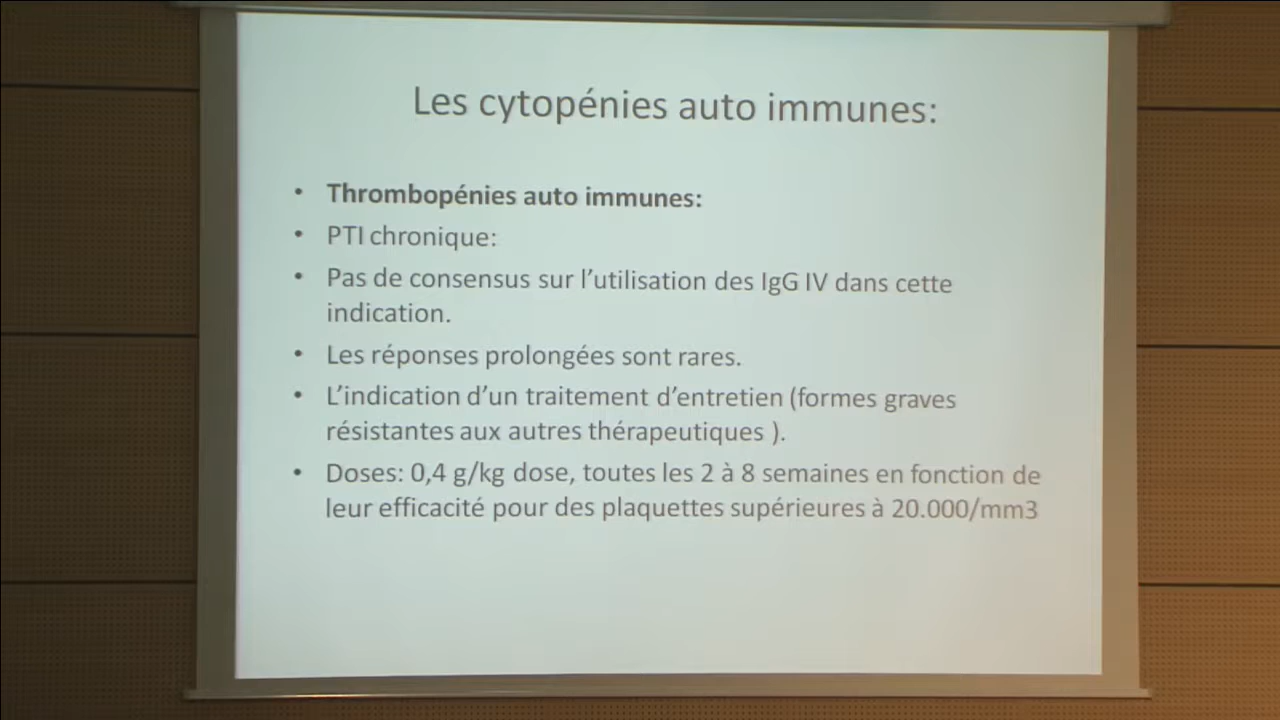 Les cytopénies auto immunes:
• Thrombopénies auto immunes:
• PTI chronique:
• Pas de consensus sur l'utilisation des IgG IV dans cette
indication.
• Les réponses prolongées sont rares.
• L'indication d'un traitement d'entretien (formes graves
résistantes aux autres thérapeutiques ).
• Doses: 0,4 g/kg dose, toutes les 2 à 8 semaines en fonction de
leur efficacité pour des plaquettes supérieures à 20.000/mm3